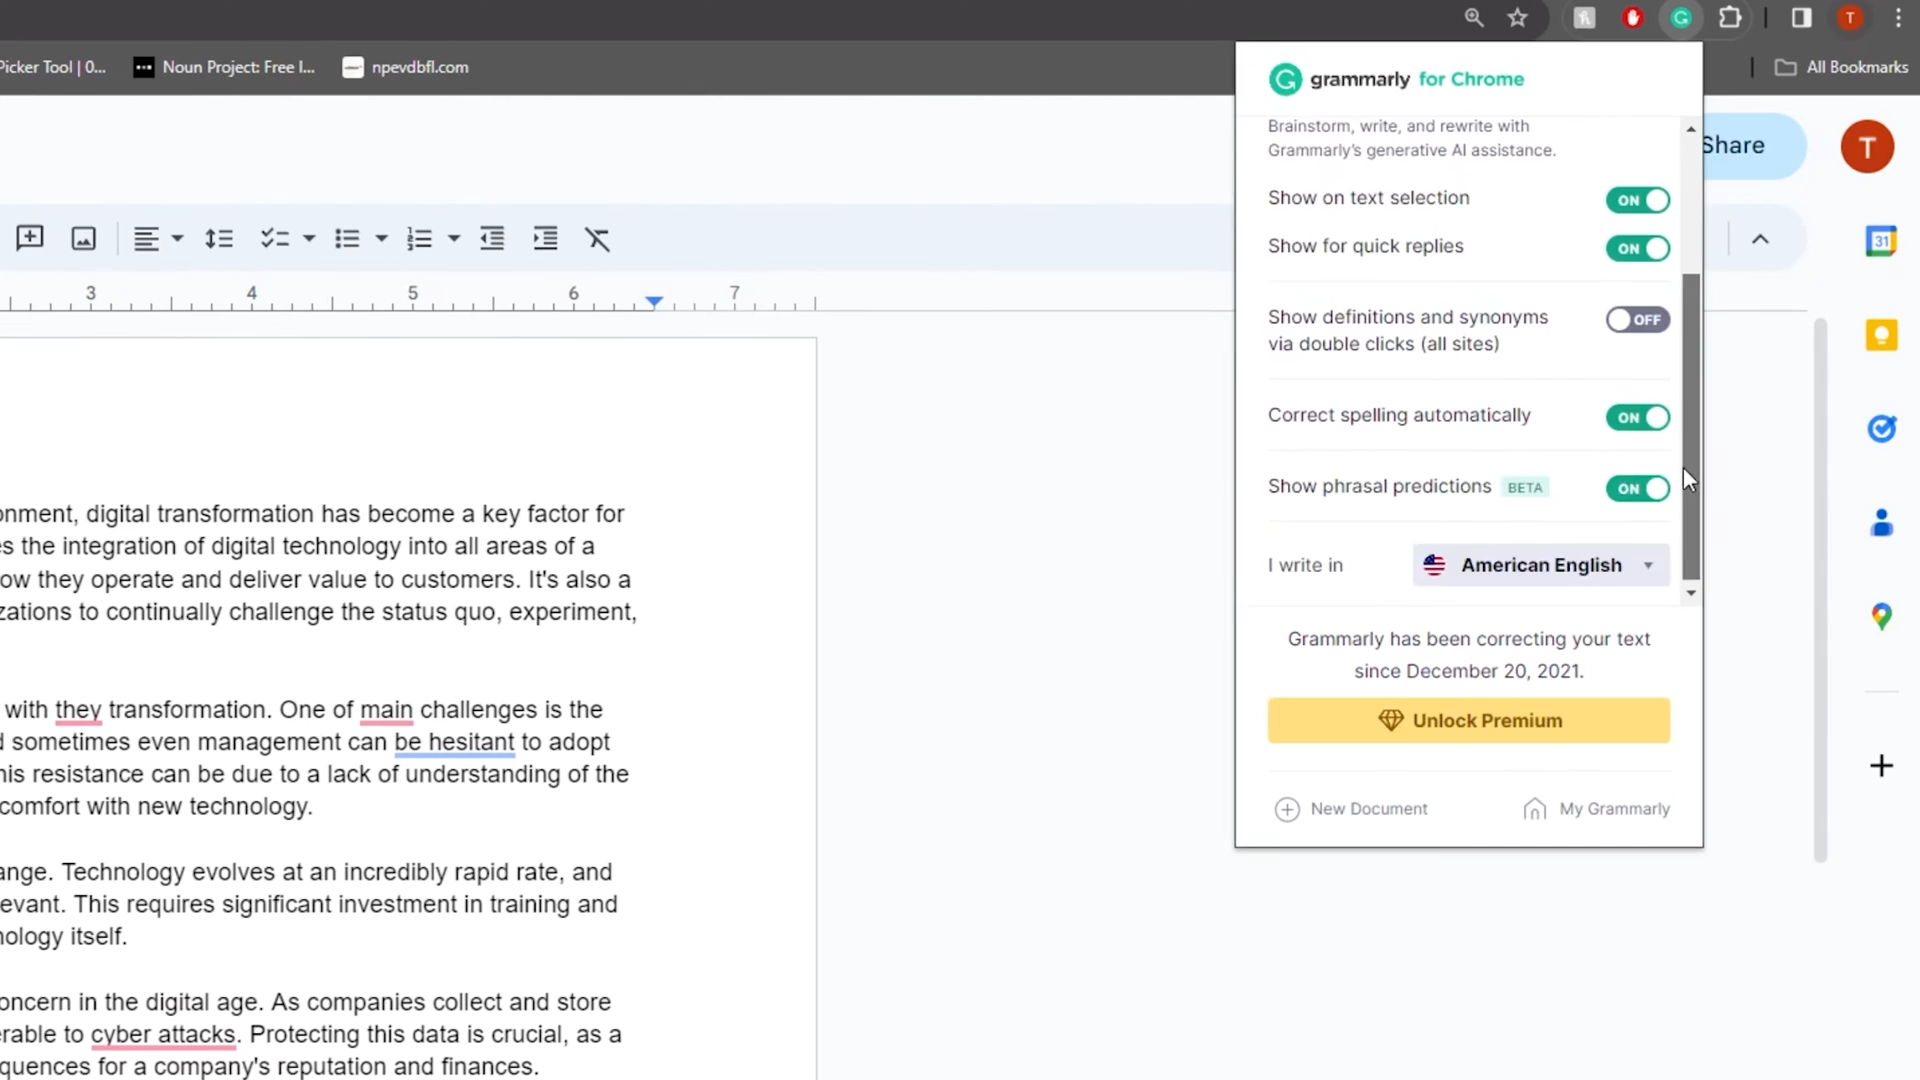 Picker Tool | 0...
Noun Project: Free I...
npevdbfl.com
All Bookmarks
T
grammarly for Chrome
Brainstorm, write, and rewrite with
Grammarly's generative AI assistance.
Share
T
Show on text selection
ON
Show for quick replies
ON
31
3 4 5 6 7
Show definitions and synonyms
via double clicks (all sites)
OFF
Correct spelling automatically
ON
Show phrasal predictions BETA
ON
I write in
American English
Grammarly has been correcting your text
since December 20, 2021.
Unlock Premium
New Document
My Grammarly
onment, digital transformation has become a key factor for
es the integration of digital technology into all areas of a
ow they operate and deliver value to customers. It's also a
zations to continually challenge the status quo, experiment,
with they transformation. One of main challenges is the
d sometimes even management can be hesitant to adopt
his resistance can be due to a lack of understanding of the
comfort with new technology.
ange. Technology evolves at an incredibly rapid rate, and
evant. This requires significant investment in training and
nology itself.
oncern in the digital age. As companies collect and store
erable to cyber attacks. Protecting this data is crucial, as a
quences for a company's reputation and finances.